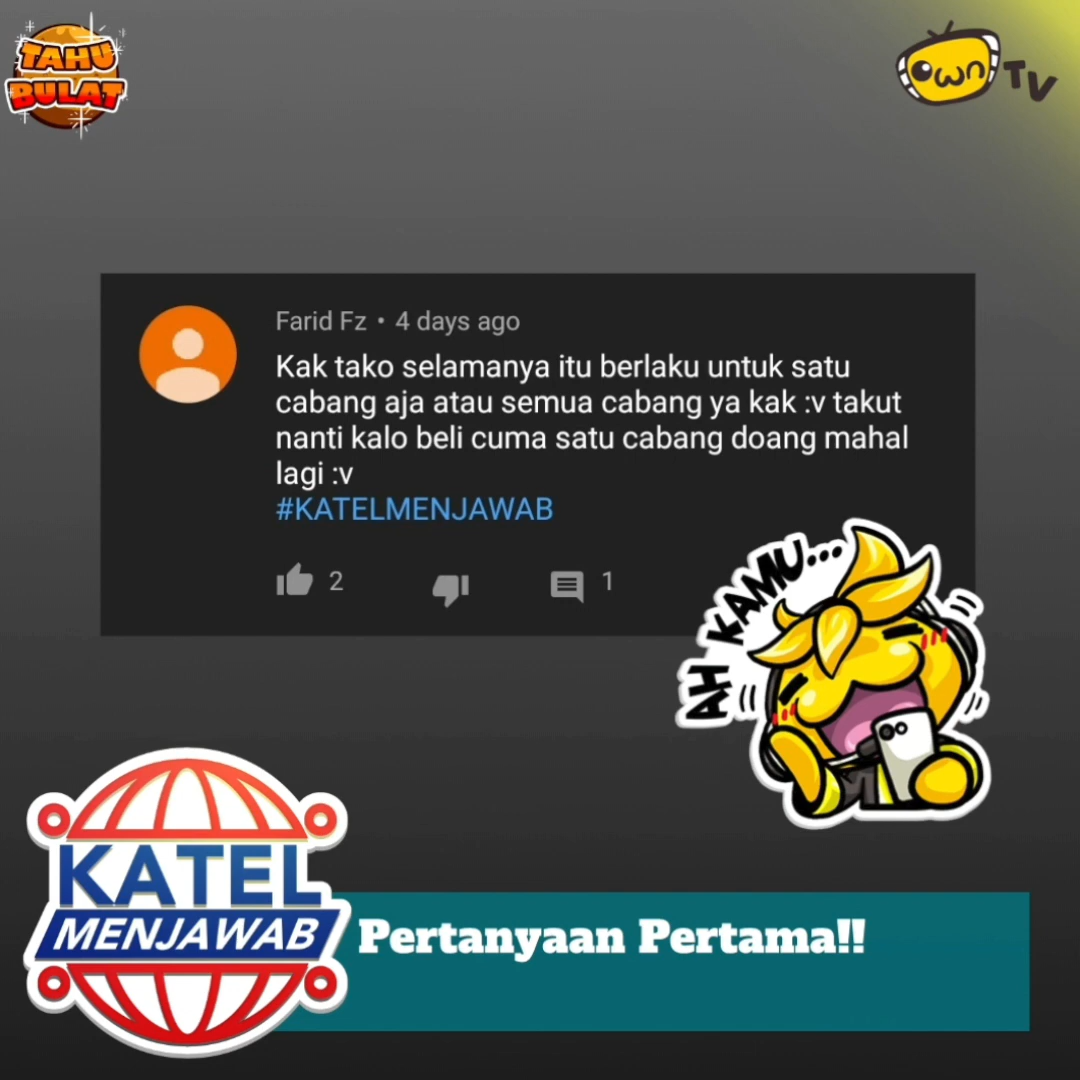 TAHU
BULAT
Own TV
Farid Fz • 4 days ago
Kak tako selamanya itu berlaku untuk satu
cabang aja atau semua cabang ya kak :v takut
nanti kalo beli cuma satu cabang doang mahal
lagi :v
#KATELMENJAWAB
2
1
AH KAMU...
KATEL
MENJAWAB
Pertanyaan Pertama!!